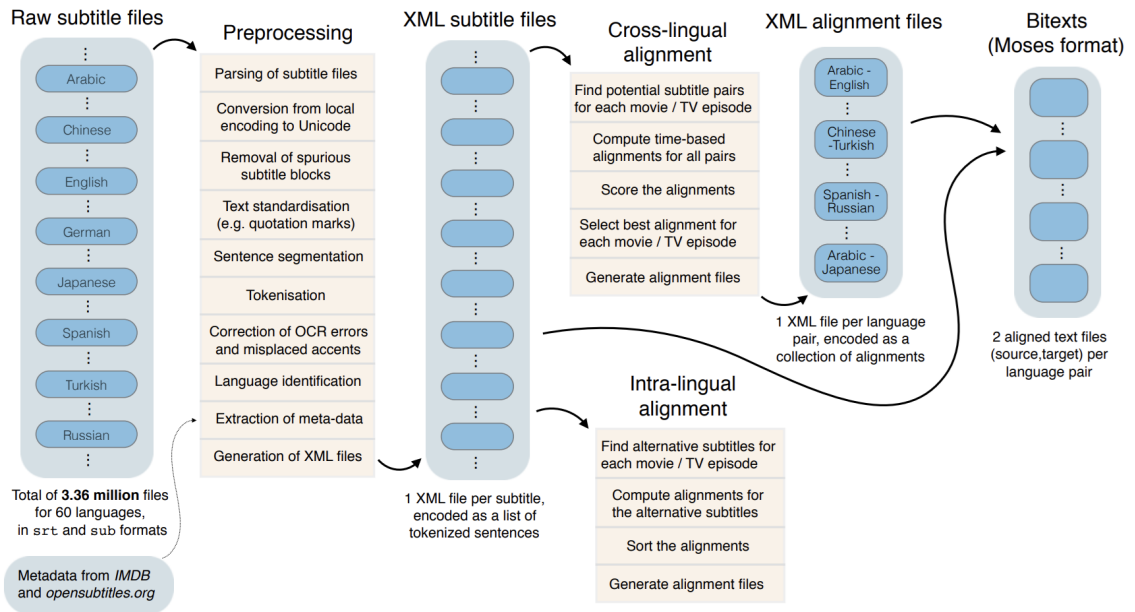 Raw subtitle files
Arabic
Chinese
English
German
Japanese
Spanish
Turkish
Russian
Total of 3.36 million files
for 60 languages,
in srt and sub formats
Metadata from IMDB
and opensubtitles.org
Preprocessing
Parsing of subtitle files
Conversion from local
encoding to Unicode
Removal of spurious
subtitle blocks
Text standardisation
(e.g. quotation marks)
Sentence segmentation
Tokenisation
Correction of OCR errors
and misplaced accents
Language identification
Extraction of meta-data
Generation of XML files
XML subtitle files
1 XML file per subtitle,
encoded as a list of
tokenized sentences
Cross-lingual
alignment
Find potential subtitle pairs
for each movie / TV episode
Compute time-based
alignments for all pairs
Score the alignments
Select best alignment for
each movie / TV episode
Generate alignment files
Intra-lingual
alignment
Find alternative subtitles for
each movie / TV episode
Compute alignments for
the alternative subtitles
Sort the alignments
Generate alignment files
XML alignment files
Arabic -
English
Chinese
-Turkish
Spanish -
Russian
Arabic -
Japanese
1 XML file per language
pair, encoded as a
collection of alignments
Bitexts
(Moses format)
2 aligned text files
(source,target) per
language pair